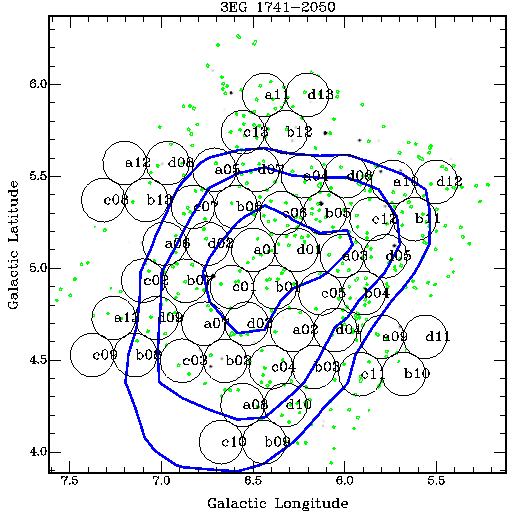 3EG 1741-2050
6.0
a11 d13
c13 b12
5.5
a12 d08 a05 d07 a04 d08 a10 d12
c08 b13 c07 b06 c06 b05 c12 b11
a06 d02 a01 d01 a03 d05
5.0
c02 b07 c01 b01 c05 b04
a13 d09 a07 d02 a02 d04 a09 d11
4.5
c09 b08 c03 b03 c04 b03 c11 b10
a08 d10
4.0
c10 b09
7.5 7.0 6.5 6.0 5.5
Galactic Longitude
Galactic Latitude